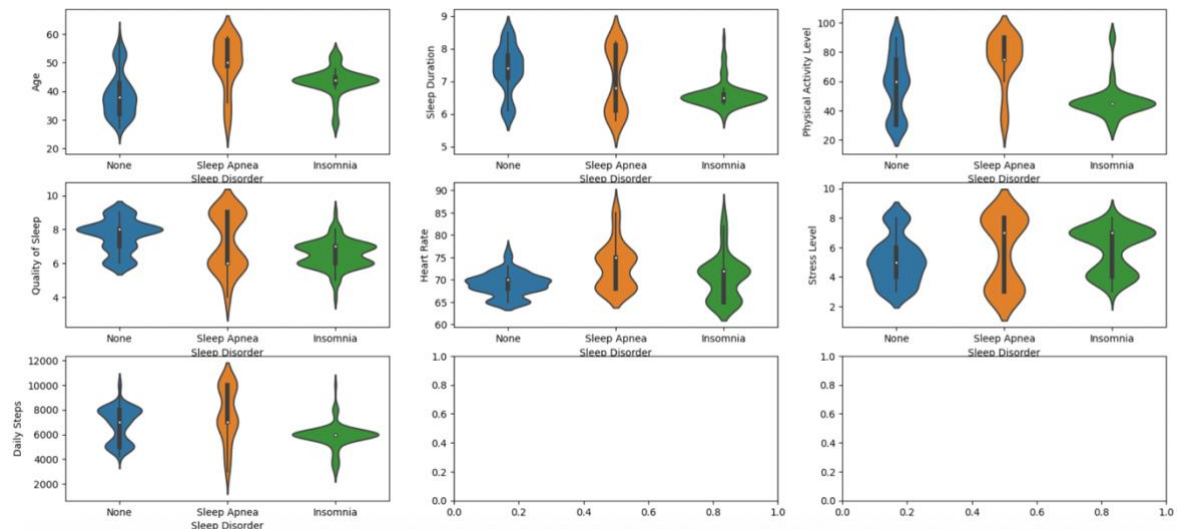 Age
60
50
40
30
20
None Sleep Apnea Insomnia
Sleep Disorder
Sleep Duration
9
8
7
6
5
None Sleep Apnea Insomnia
Sleep Disorder
Physical Activity Level
100
80
60
40
20
None Sleep Apnea Insomnia
Sleep Disorder
Quality of Sleep
10
8
6
4
None Sleep Apnea Insomnia
Sleep Disorder
Heart Rate
90
85
80
75
70
65
60
None Sleep Apnea Insomnia
Sleep Disorder
Stress Level
10
8
6
4
2
None Sleep Apnea Insomnia
Sleep Disorder
Daily Steps
12000
10000
8000
6000
4000
2000
None Sleep Apnea Insomnia
Sleep Disorder
1.0
0.8
0.6
0.4
0.2
0.0
0.0 0.2 0.4 0.6 0.8 1.0
1.0
0.8
0.6
0.4
0.2
0.0
0.0 0.2 0.4 0.6 0.8 1.0